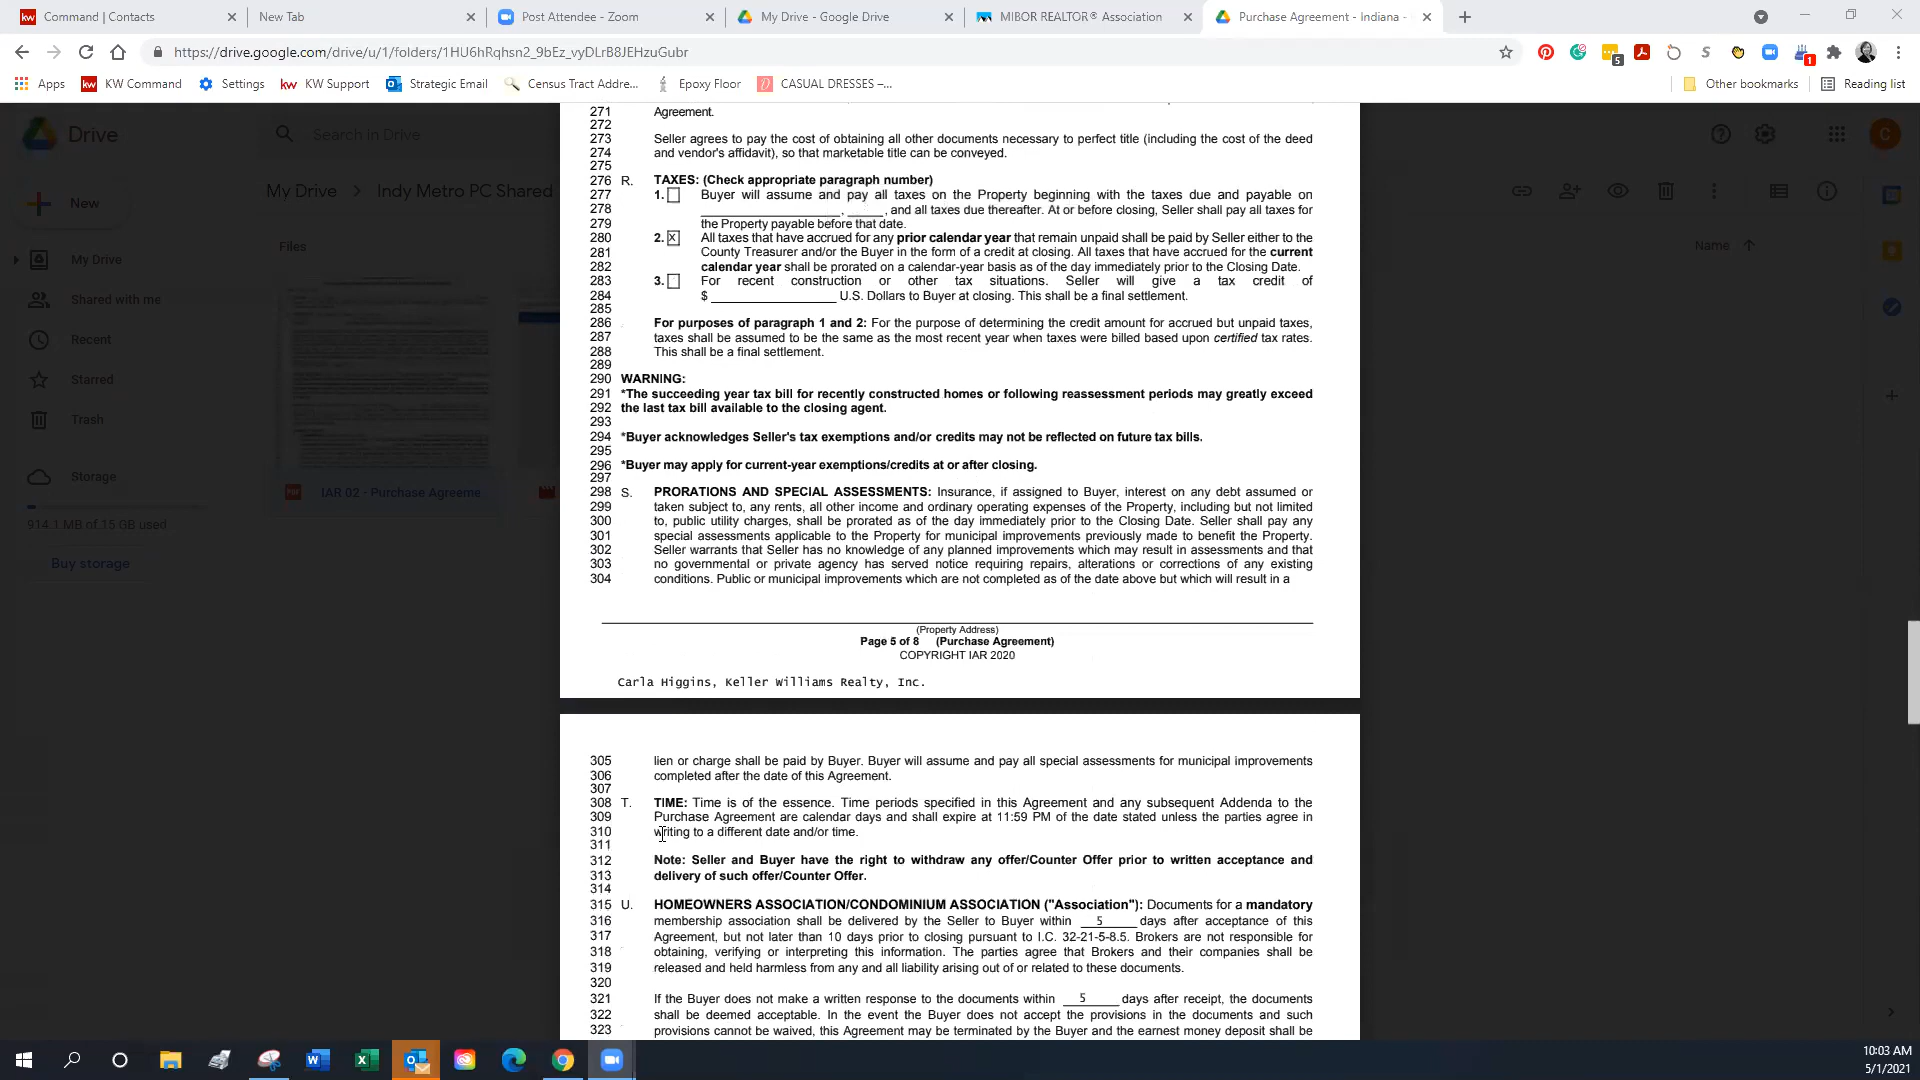 Command | Contacts
New Tab
Post Attendee - Zoom
My Drive - Google Drive
MIBOR REALTOR® Association
Purchase Agreement - Indiana -
https://drive.google.com/drive/u/1/folders/1HU6hRqhsn2_9bEz_vyDLrB8JEHzuGubr
Apps
KW Command
Settings
KW Support
Strategic Email
Census Tract Addre...
Epoxy Floor
CASUAL DRESSES –...
Other bookmarks
Reading list
Drive
Search in Drive
My Drive
Indy Metro PC Shared
New
Files
Name
My Drive
Shared with me
Recent
Starred
Trash
Storage
914.1 MB of 15 GB used
Buy storage
IAR 02 - Purchase Agreeme
271 Agreement.
272
273 Seller agrees to pay the cost of obtaining all other documents necessary to perfect title (including the cost of the deed
274 and vendor's affidavit), so that marketable title can be conveyed.
275
276 R. TAXES: (Check appropriate paragraph number)
277 1. Buyer will assume and pay all taxes on the Property beginning with the taxes due and payable on
278 ____________________, _____, and all taxes due thereafter. At or before closing, Seller shall pay all taxes for
279 the Property payable before that date.
280 2. X All taxes that have accrued for any prior calendar year that remain unpaid shall be paid by Seller either to the
281 County Treasurer and/or the Buyer in the form of a credit at closing. All taxes that have accrued for the current
282 calendar year shall be prorated on a calendar-year basis as of the day immediately prior to the Closing Date.
283 3. For recent construction or other tax situations. Seller will give a tax credit of
284 $ __________________ U.S. Dollars to Buyer at closing. This shall be a final settlement.
285
286 For purposes of paragraph 1 and 2: For the purpose of determining the credit amount for accrued but unpaid taxes,
287 taxes shall be assumed to be the same as the most recent year when taxes were billed based upon certified tax rates.
288 This shall be a final settlement.
289
290 WARNING:
291 *The succeeding year tax bill for recently constructed homes or following reassessment periods may greatly exceed
292 the last tax bill available to the closing agent.
293
294 *Buyer acknowledges Seller's tax exemptions and/or credits may not be reflected on future tax bills.
295
296 *Buyer may apply for current-year exemptions/credits at or after closing.
297
298 S. PRORATIONS AND SPECIAL ASSESSMENTS: Insurance, if assigned to Buyer, interest on any debt assumed or
299 taken subject to, any rents, all other income and ordinary operating expenses of the Property, including but not limited
300 to, public utility charges, shall be prorated as of the day immediately prior to the Closing Date. Seller shall pay any
301 special assessments applicable to the Property for municipal improvements previously made to benefit the Property.
302 Seller warrants that Seller has no knowledge of any planned improvements which may result in assessments and that
303 no governmental or private agency has served notice requiring repairs, alterations or corrections of any existing
304 conditions. Public or municipal improvements which are not completed as of the date above but which will result in a
(Property Address)
Page 5 of 8 (Purchase Agreement)
COPYRIGHT IAR 2020
Carla Higgins, Keller Williams Realty, Inc.
305 lien or charge shall be paid by Buyer. Buyer will assume and pay all special assessments for municipal improvements
306 completed after the date of this Agreement.
307
308 T. TIME: Time is of the essence. Time periods specified in this Agreement and any subsequent Addenda to the
309 Purchase Agreement are calendar days and shall expire at 11:59 PM of the date stated unless the parties agree in
310 writing to a different date and/or time.
311
312 Note: Seller and Buyer have the right to withdraw any offer/Counter Offer prior to written acceptance and
313 delivery of such offer/Counter Offer.
314
315 U. HOMEOWNERS ASSOCIATION/CONDOMINIUM ASSOCIATION ("Association"): Documents for a mandatory
316 membership association shall be delivered by the Seller to Buyer within 5 days after acceptance of this
317 Agreement, but not later than 10 days prior to closing pursuant to I.C. 32-21-5-8.5. Brokers are not responsible for
318 obtaining, verifying or interpreting this information. The parties agree that Brokers and their companies shall be
319 released and held harmless from any and all liability arising out of or related to these documents.
320
321 If the Buyer does not make a written response to the documents within 5 days after receipt, the documents
322 shall be deemed acceptable. In the event the Buyer does not accept the provisions in the documents and such
323 provisions cannot be waived, this Agreement may be terminated by the Buyer and the earnest money deposit shall be
10:03 AM
5/1/2021